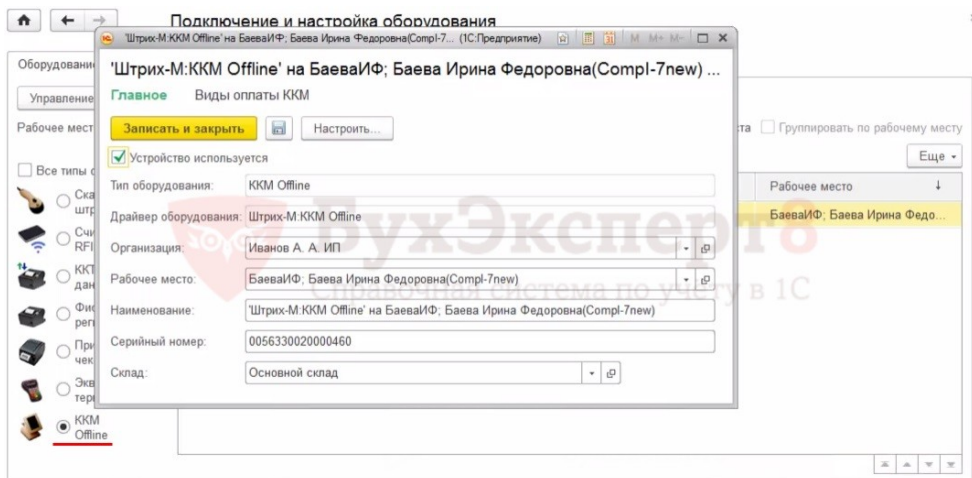 Подключение и настройка оборудования
'Штрих-М:ККМ Offline' на БаеваИФ; Баева Ирина Федоровна(Compl-7... (1С:Предприятие)
M M+ M-
Оборудование
'Штрих-М:ККМ Offline' на БаеваИФ; Баева Ирина Федоровна(Compl-7new) ...
Управление
Главное Виды оплаты ККМ
Рабочее мест
Записать и закрыть
Настроить...
та Группировать по рабочему месту
Устройство используется
Еще
Все типы о
Тип оборудования: ККМ Offline
Рабочее место
Ска
штр
Драйвер оборудования: Штрих-М:ККМ Offline
БаеваИФ; Баева Ирина Федо...
БухЭксперт8
Справочная система по учету в 1С
Счи
RFI
Организация: Иванов А. А. ИП
ККТ
дан
Рабочее место: БаеваИФ; Баева Ирина Федоровна(Compl-7new)
Фис
реги
Наименование: 'Штрих-М:ККМ Offline' на БаеваИФ; Баева Ирина Федоровна(Compl-7new)
При
чек
Серийный номер: 0056330020000460
Экв
тер
Склад: Основной склад
ККМ
Offline